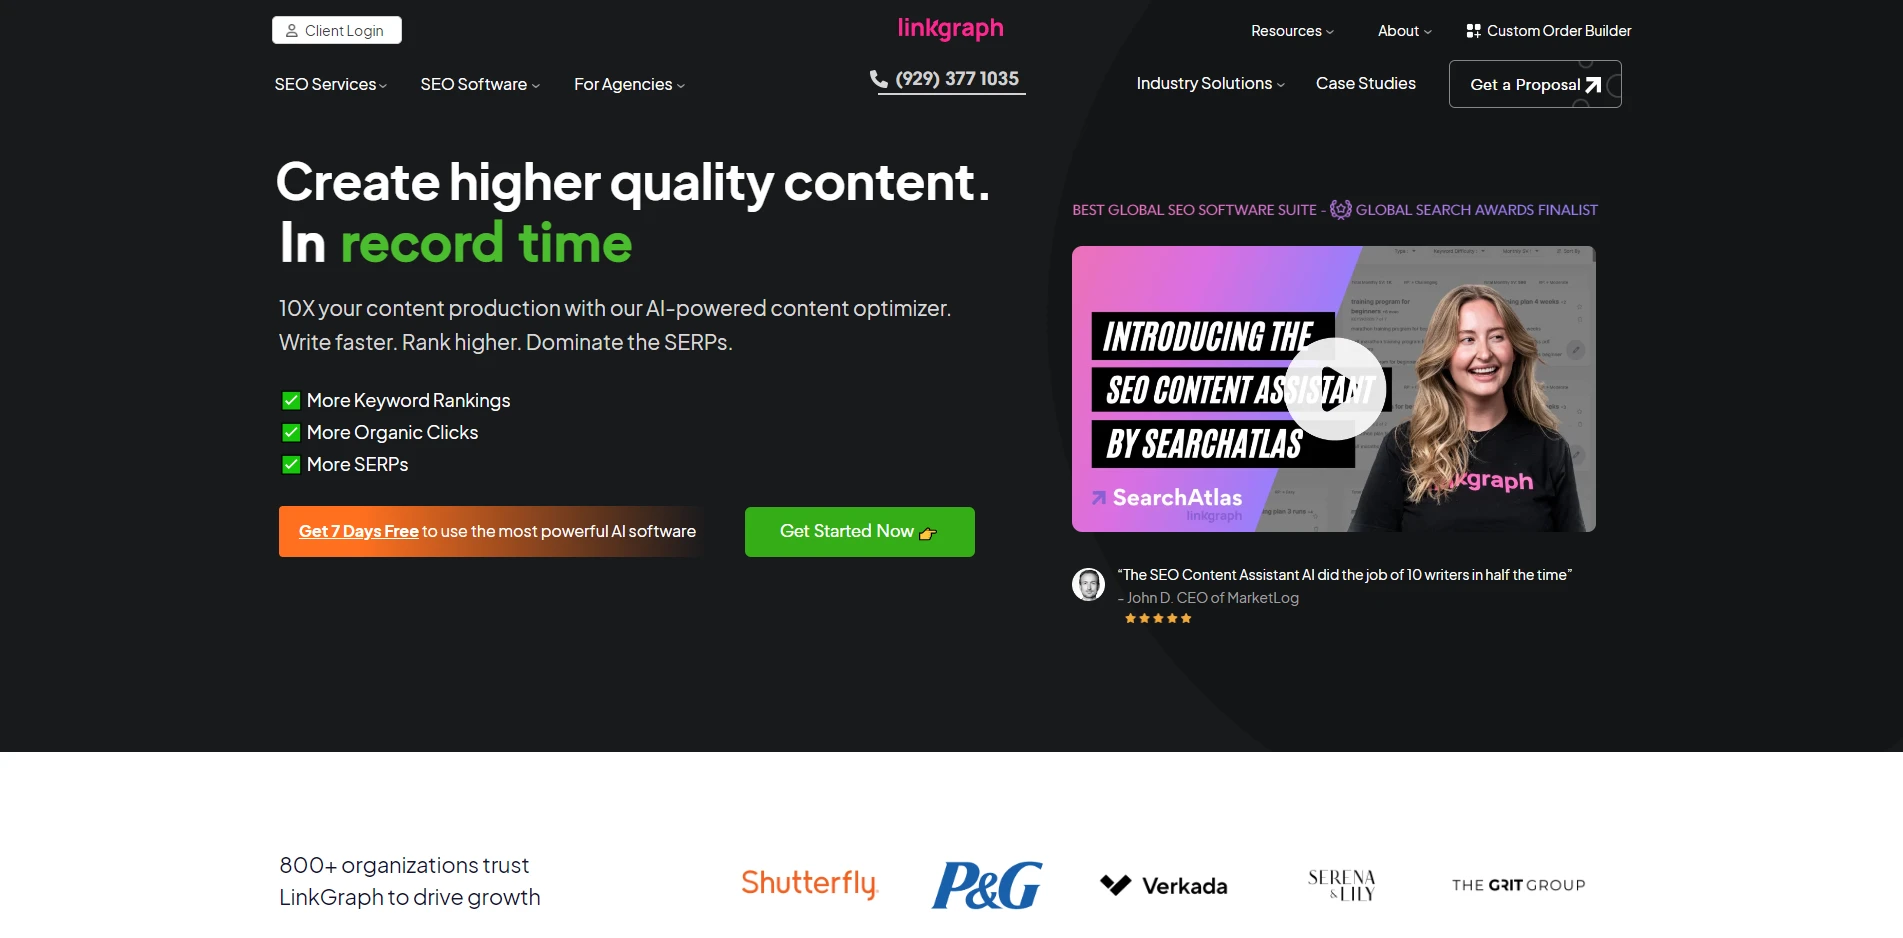 Client Login
linkgraph
Resources
About
Custom Order Builder
SEO Services
SEO Software
For Agencies
(929) 377 1035
Industry Solutions
Case Studies
Get a Proposal
Create higher quality content.
In record time
10X your content production with our AI-powered content optimizer.
Write faster. Rank higher. Dominate the SERPs.
More Keyword Rankings
More Organic Clicks
More SERPs
Get 7 Days Free to use the most powerful AI software
Get Started Now
BEST GLOBAL SEO SOFTWARE SUITE - GLOBAL SEARCH AWARDS FINALIST
INTRODUCING THE
SEO CONTENT ASSISTANT
BY SEARCHATLAS
SearchAtlas
linkgraph
linkgraph
“The SEO Content Assistant AI did the job of 10 writers in half the time”
- John D. CEO of MarketLog
800+ organizations trust
LinkGraph to drive growth
Shutterfly
P&G
Verkada
SERENA
& LILY
THE GRIT GROUP